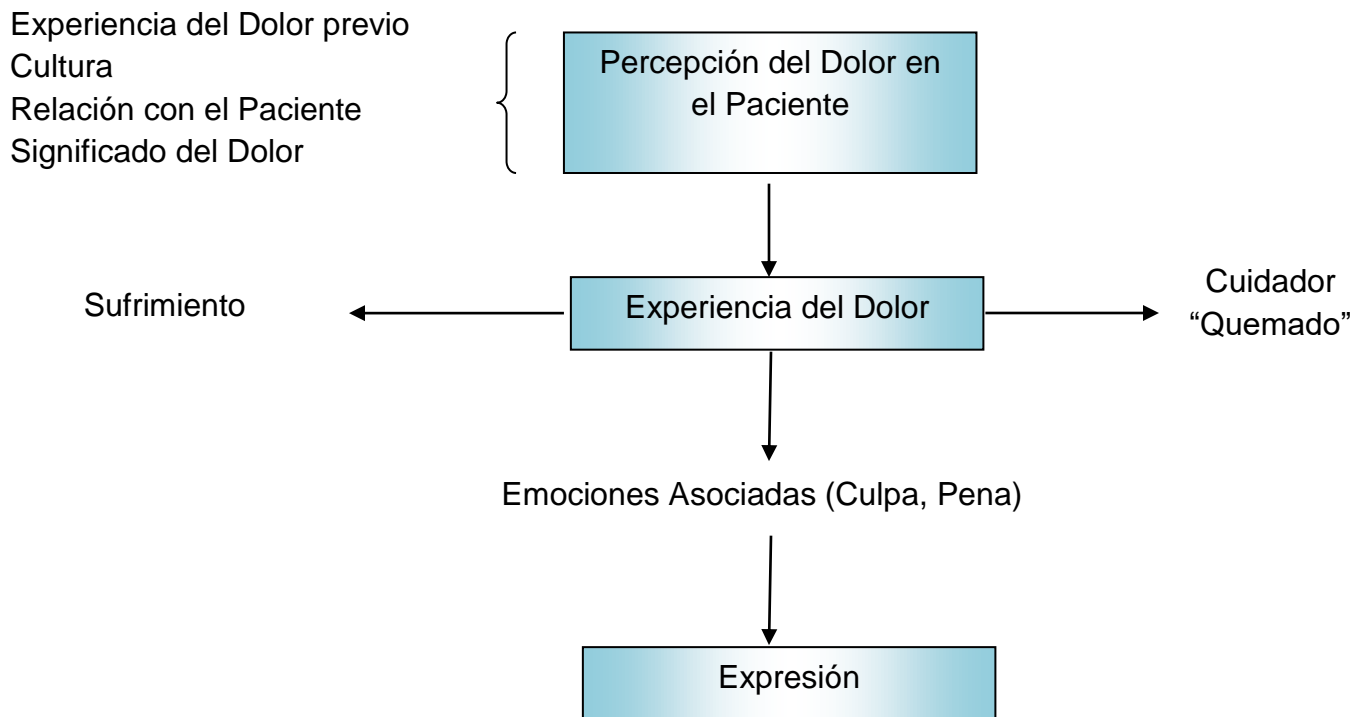 Experiencia del Dolor previo
Cultura
Relación con el Paciente
Significado del Dolor
Percepción del Dolor en
el Paciente
Sufrimiento
Experiencia del Dolor
Cuidador
“Quemado”
Emociones Asociadas (Culpa, Pena)
Expresión